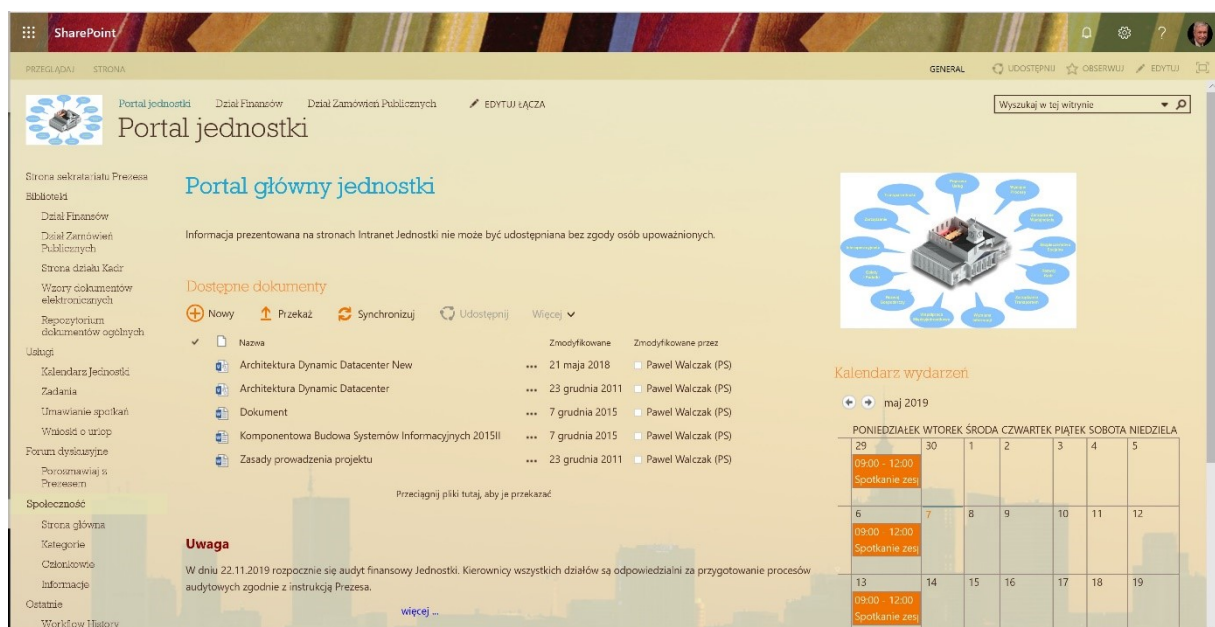 SharePoint
PRZEGLĄDAJ STRONA
GENERAL UDOSTĘPNIJ OBSERWUJ EDYTUJ
Portal jednostki Dział Finansów Dział Zamówień Publicznych EDYTUJ ŁĄCZA
Wyszukaj w tej witrynie
Portal jednostki
Strona sekretariatu Prezesa
Biblioteki
Dział Finansów
Dział Zamówień
Publicznych
Strona działu Kadr
Wzory dokumentów
elektronicznych
Repozytorium
dokumentów ogólnych
Usługi
Kalendarz Jednostki
Zadania
Umawianie spotkań
Wnioski o urlop
Forum dyskusyjne
Porozmawiaj z
Prezesem
Społeczność
Strona główna
Kategorie
Członkowie
Informacje
Ostatnie
Workflow History
Portal główny jednostki
Informacja prezentowana na stronach Intranet Jednostki nie może być udostępniana bez zgody osób upoważnionych.
Dostępne dokumenty
Nowy Przekaż Synchronizuj Udostępnij Więcej
Nazwa Zmodyfikowane Zmodyfikowane przez
Architektura Dynamic Datacenter New ... 21 maja 2018 Pawel Walczak (PS)
Architektura Dynamic Datacenter ... 23 grudnia 2011 Pawel Walczak (PS)
Dokument ... 7 grudnia 2015 Pawel Walczak (PS)
Komponentowa Budowa Systemów Informacyjnych 2015II ... 7 grudnia 2015 Pawel Walczak (PS)
Zasady prowadzenia projektu ... 23 grudnia 2011 Pawel Walczak (PS)
Przeciągnij pliki tutaj, aby je przekazać
Uwaga
W dniu 22.11.2019 rozpocznie się audyt finansowy Jednostki. Kierownicy wszystkich działów są odpowiedzialni za przygotowanie procesów
audytowych zgodnie z instrukcją Prezesa.
więcej ...
Kalendarz wydarzeń
maj 2019
PONIEDZIAŁEK WTOREK ŚRODA CZWARTEK PIĄTEK SOBOTA NIEDZIELA
29 30 1 2 3 4 5
09:00 - 12:00
Spotkanie zesp
6 7 8 9 10 11 12
09:00 12:00
Spotkanie zesp
13 14 15 16 17 18 19
09:00 - 12:00
Spotkanie zesp